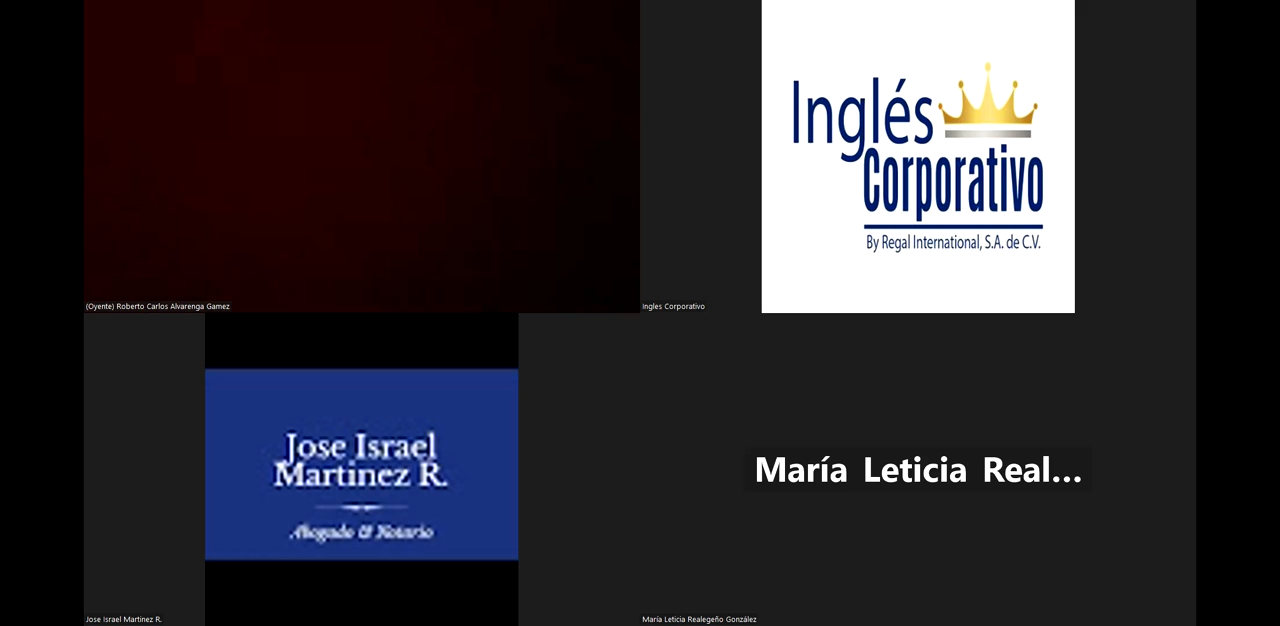 (Oyente) Roberto Carlos Alvarenga Gamez
Inglés
Corporativo
By Regal International, S.A. de C.V.
Ingles Corporativo
Jose Israel
Martinez R.
Abogado & Notario
Jose Israel Martinez R.
María Leticia Real...
María Leticia Realegeño González